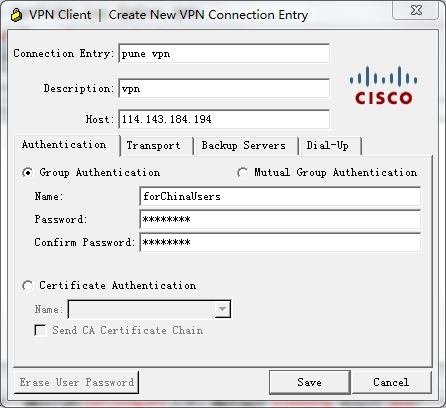 VPN Client | Create New VPN Connection Entry
Connection Entry: pune vpn
Description: vpn
Host: 114.143.184.194
CISCO
Authentication Transport Backup Servers Dial-Up
Group Authentication Mutual Group Authentication
Name: forChinaUsers
Password: ********
Confirm Password: ********
Certificate Authentication
Name:
Send CA Certificate Chain
Erase User Password Save Cancel